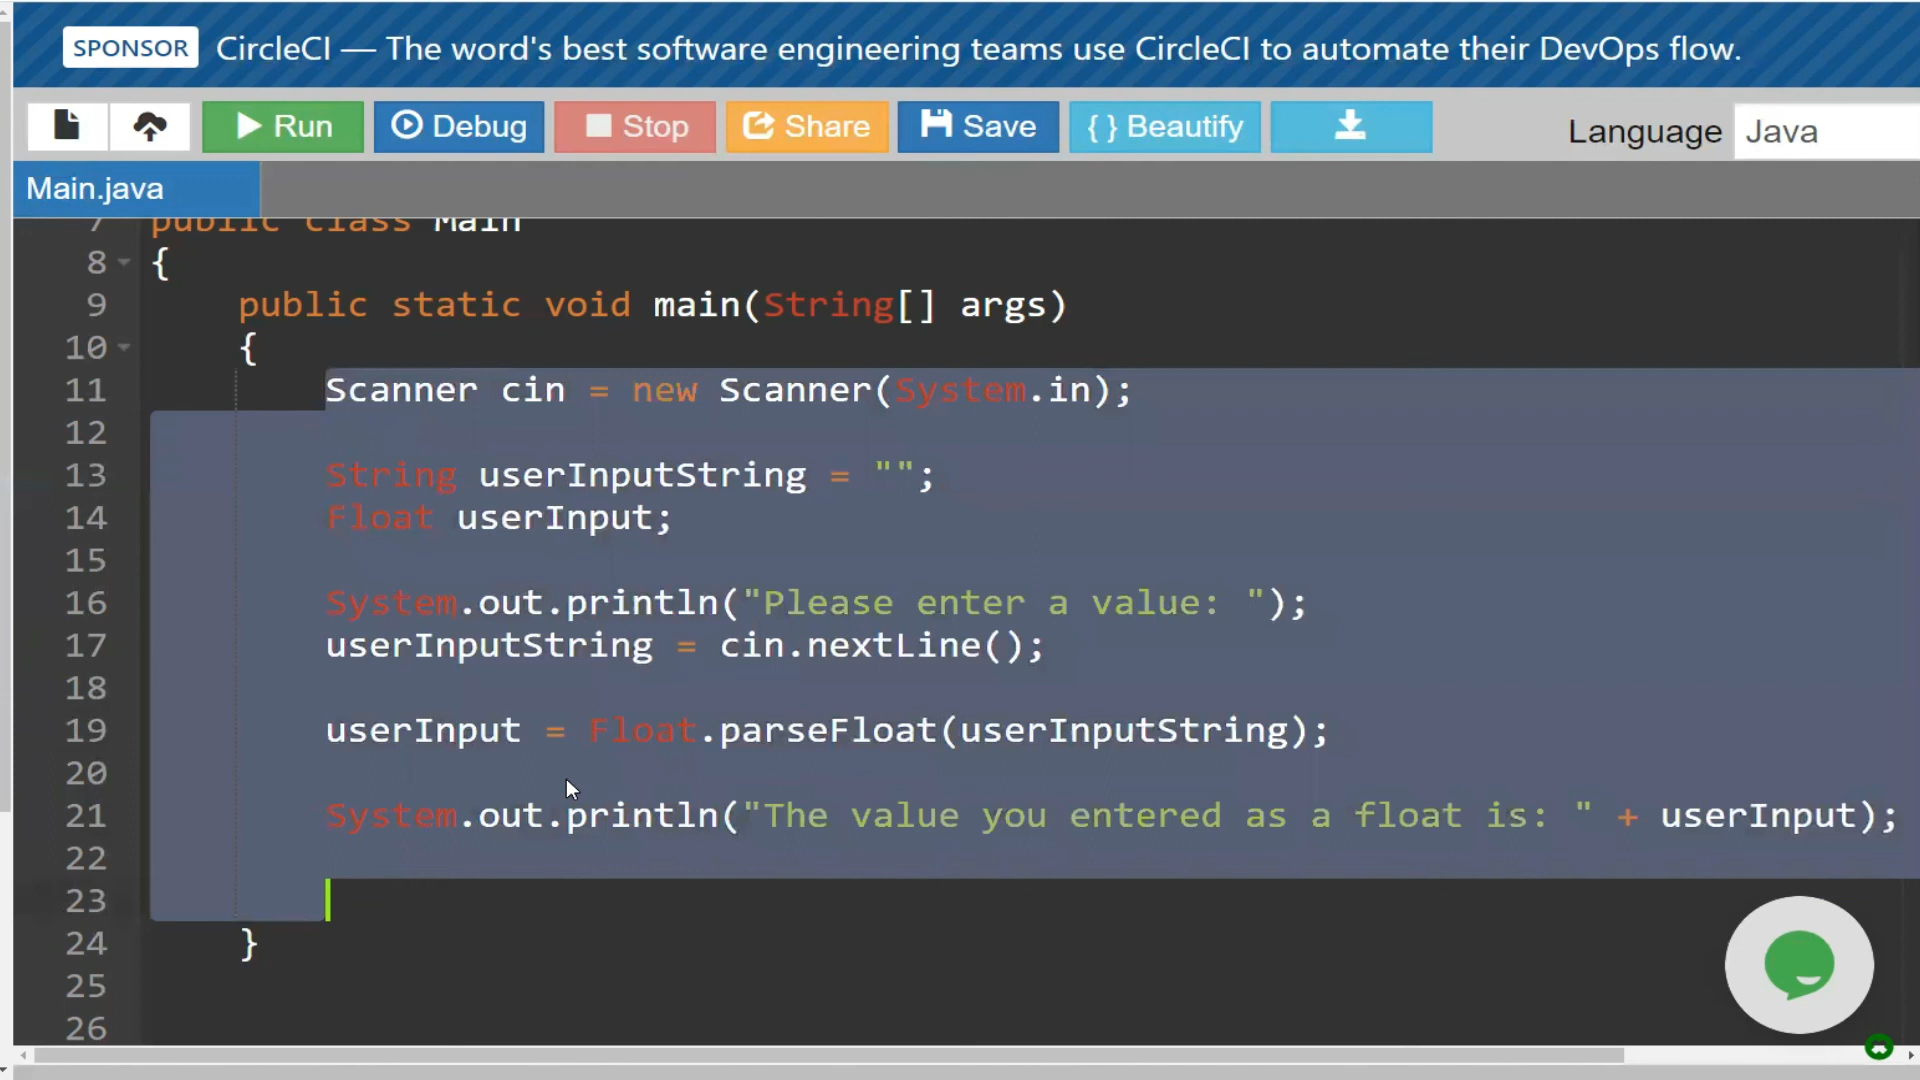 SPONSOR CircleCI — The word's best software engineering teams use CircleCI to automate their DevOps flow.
Run Debug Stop Share Save { } Beautify Language Java
Main.java
7 public class Main
8 {
9 public static void main(String[] args)
10 {
11 Scanner cin = new Scanner(System.in);
12
13 String userInputString = "";
14 Float userInput;
15
16 System.out.println("Please enter a value: ");
17 userInputString = cin.nextLine();
18
19 userInput = Float.parseFloat(userInputString);
20
21 System.out.println("The value you entered as a float is: " + userInput);
22
23
24 }
25
26